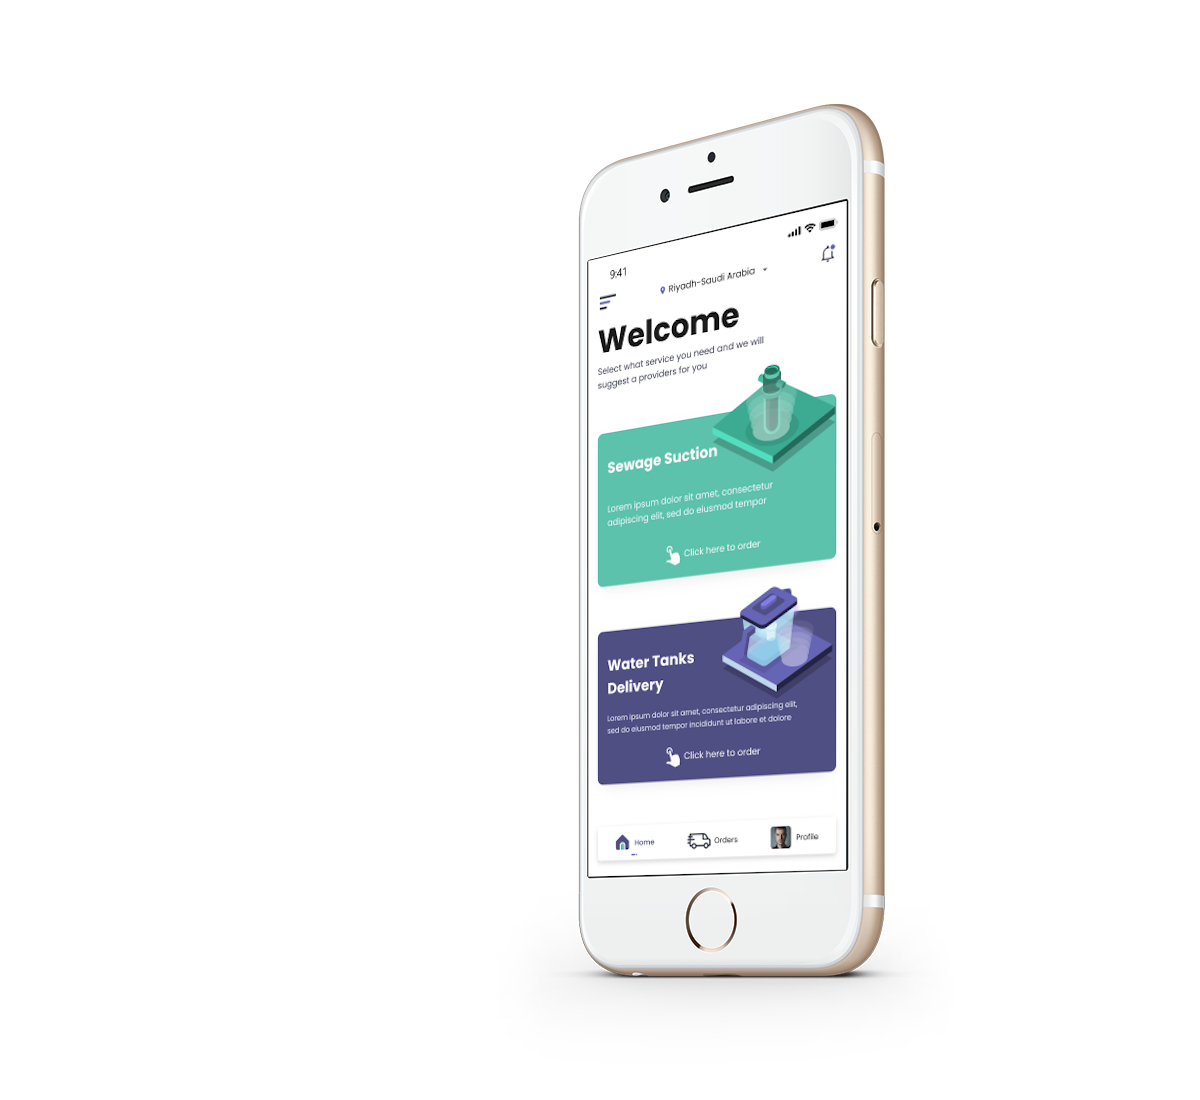 9:41
Riyadh-Saudi Arabia
Welcome
Select what service you need and we will
suggest a providers for you
Sewage Suction
Lorem ipsum dolor sit amet, consectetur
adipiscing elit, sed do eiusmod tempor
Click here to order
Water Tanks
Delivery
Lorem ipsum dolor sit amet, consectetur adipiscing elit,
sed do eiusmod tempor incididunt ut labore et dolore
Click here to order
Home
Orders
Profile